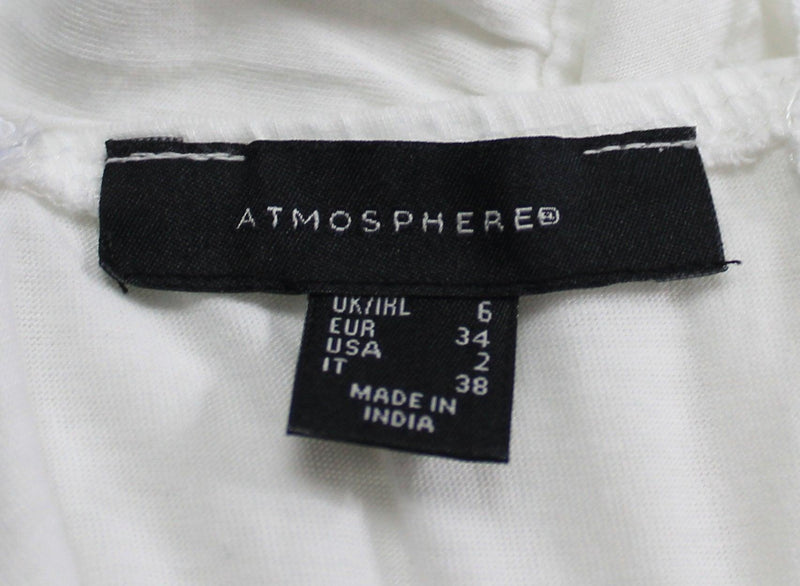 ATMOSPHERE®
UK/IRL 6
EUR 34
USA 2
IT 38
MADE IN
INDIA